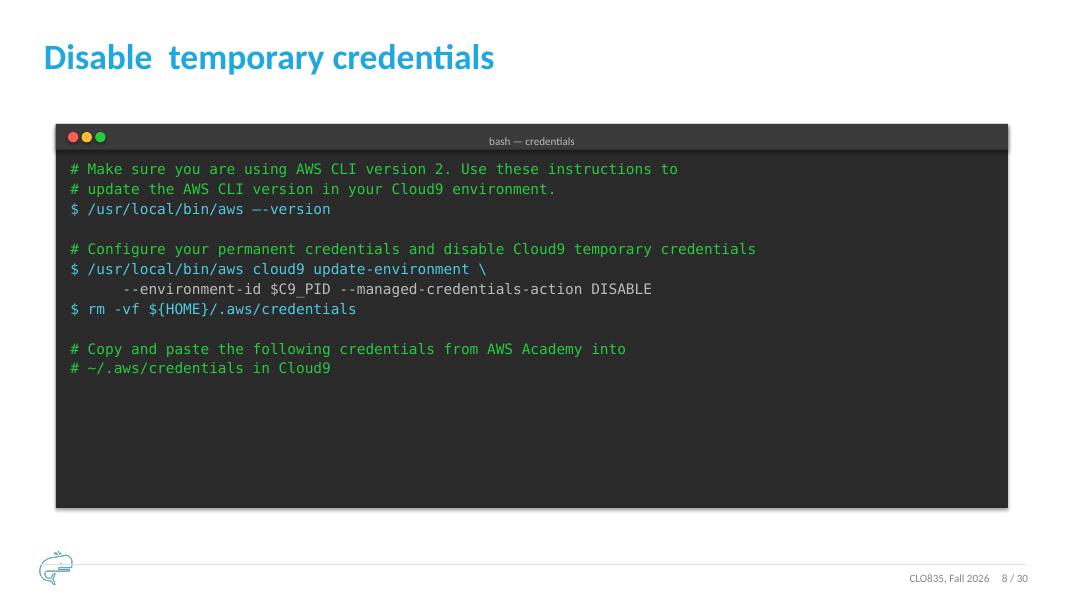 Disable  temporary credentials
bash — credentials
# Make sure you are using AWS CLI version 2. Use these instructions to
# update the AWS CLI version in your Cloud9 environment.
$ /usr/local/bin/aws –-version
# Configure your permanent credentials and disable Cloud9 temporary credentials
$ /usr/local/bin/aws cloud9 update-environment \
--environment-id $C9_PID --managed-credentials-action DISABLE
$ rm -vf ${HOME}/.aws/credentials
# Copy and paste the following credentials from AWS Academy into
# ~/.aws/credentials in Cloud9
CLO835, Fall 2026 8 / 30